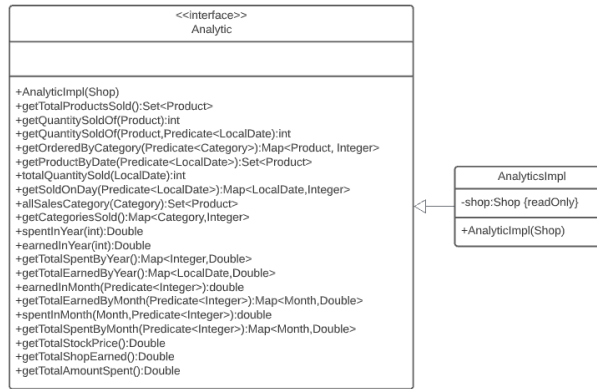 <<interface>>
Analytic
+AnalyticImpl(Shop)
+getTotalProductsSold():Set<Product>
+getQuantitySoldOf(Product):int
+getQuantitySoldOf(Product,Predicate<LocalDate):int
+getOrderedByCategory(Predicate<Category>):Map<Product, Integer>
+getProductByDate(Predicate<LocalDate>):Set<Product>
+totalQuantitySold(LocalDate):int
+getSoldOnDay(Predicate<LocalDate>):Map<LocalDate,Integer>
+allSalesCategory(Category):Set<Product>
+getCategoriesSold():Map<Category,Integer>
+spentInYear(int):Double
+earnedInYear(int):Double
+getTotalSpentByYear():Map<Integer,Double>
+getTotalEarnedByYear():Map<LocalDate,Double>
+earnedInMonth(Predicate<Integer>):double
+getTotalEarnedByMonth(Predicate<Integer>):Map<Month,Double>
+spentInMonth(Month,Predicate<Integer>):double
+getTotalSpentByMonth(Predicate<Integer>):Map<Month,Double>
+getTotalStockPrice():Double
+getTotalShopEarned():Double
+getTotalAmountSpent():Double
AnalyticsImpl
-shop:Shop {readOnly}
+AnalyticImpl(Shop)